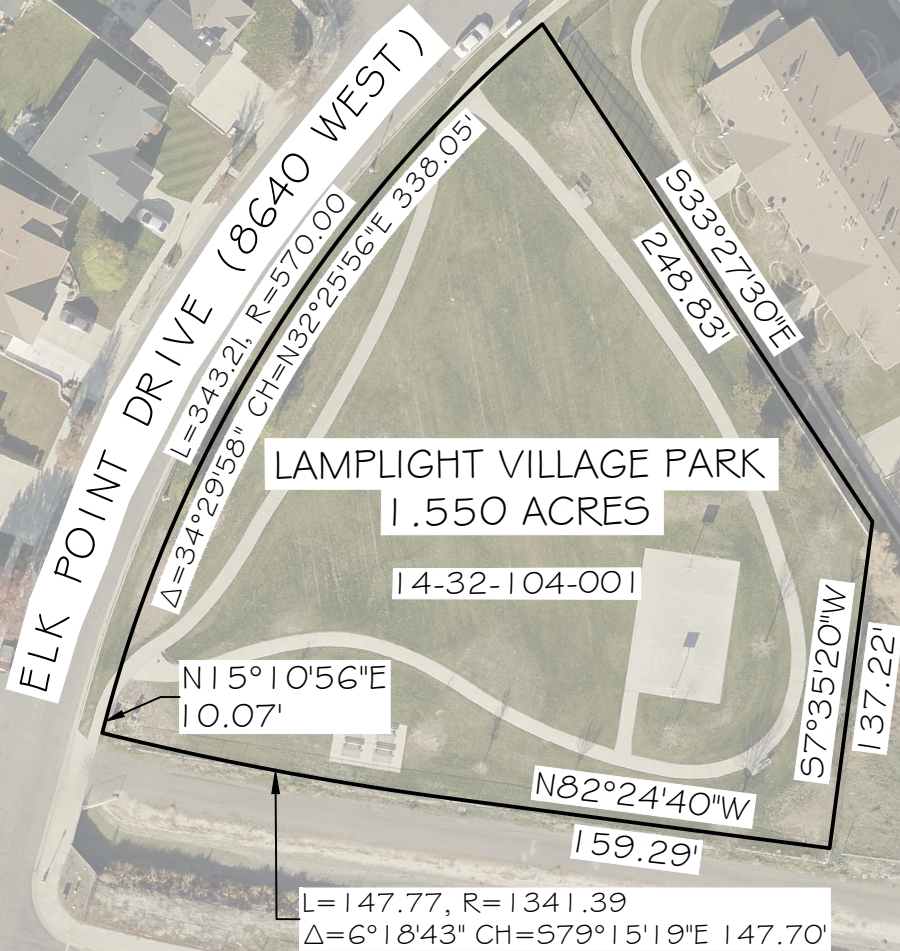 ELK POINT DRIVE (8640 WEST)
L=343.21, R=570.00
Δ=34°29'58" CH=N32°25'56"E 338.05'
S33°27'30"E
248.83'
LAMPLIGHT VILLAGE PARK
1.550 ACRES
14-32-104-001
S7°35'20"W
137.22'
N15°10'56"E
10.07'
N82°24'40"W
159.29'
L=147.77, R=1341.39
Δ=6°18'43" CH=S79°15'19"E 147.70'